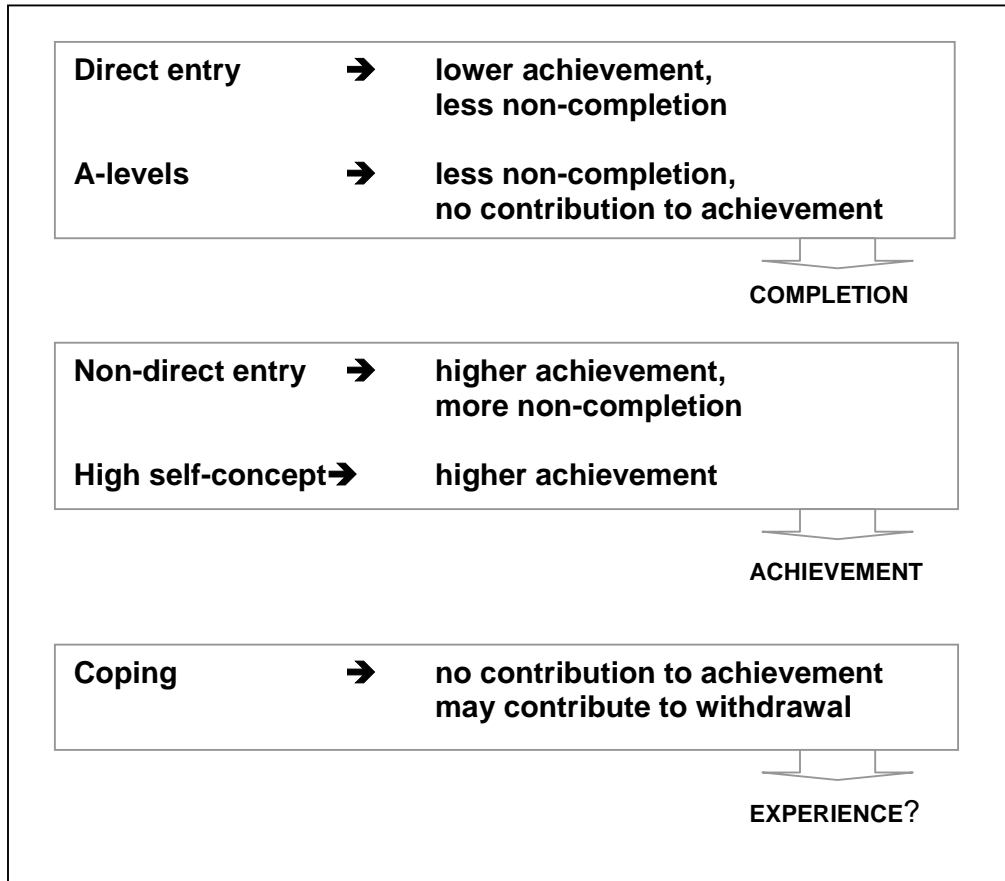 Direct entry ➔ lower achievement,
less non-completion
A-levels ➔ less non-completion,
no contribution to achievement
COMPLETION
Non-direct entry ➔ higher achievement,
more non-completion
High self-concept➔ higher achievement
ACHIEVEMENT
Coping ➔ no contribution to achievement
may contribute to withdrawal
EXPERIENCE?